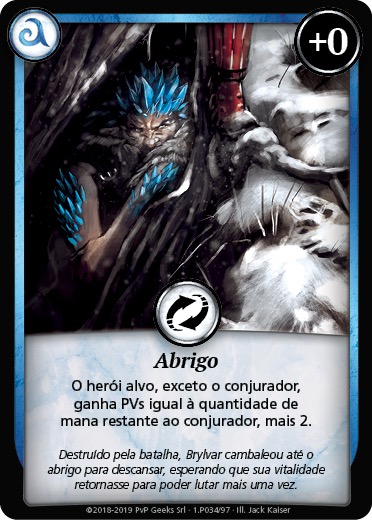 +0
Abrigo
O herói alvo, exceto o conjurador,
ganha PVs igual à quantidade de
mana restante ao conjurador, mais 2.
Destruído pela batalha, Brylvar cambaleou até o
abrigo para descansar, esperando que sua vitalidade
retornasse para poder lutar mais uma vez.
©2018-2019 PvP Geeks Srl · 1.P034/97 · Ill. Jack Kaiser